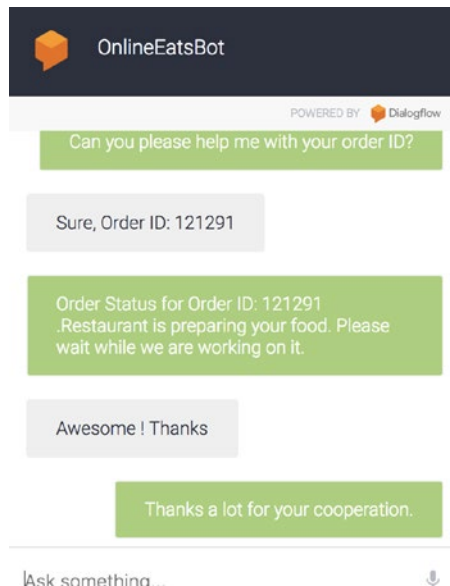 OnlineEatsBot
POWERED BY Dialogflow
Can you please help me with your order ID?
Sure, Order ID: 121291
Order Status for Order ID: 121291
.Restaurant is preparing your food. Please
wait while we are working on it.
Awesome ! Thanks
Thanks a lot for your cooperation.
Ask something...